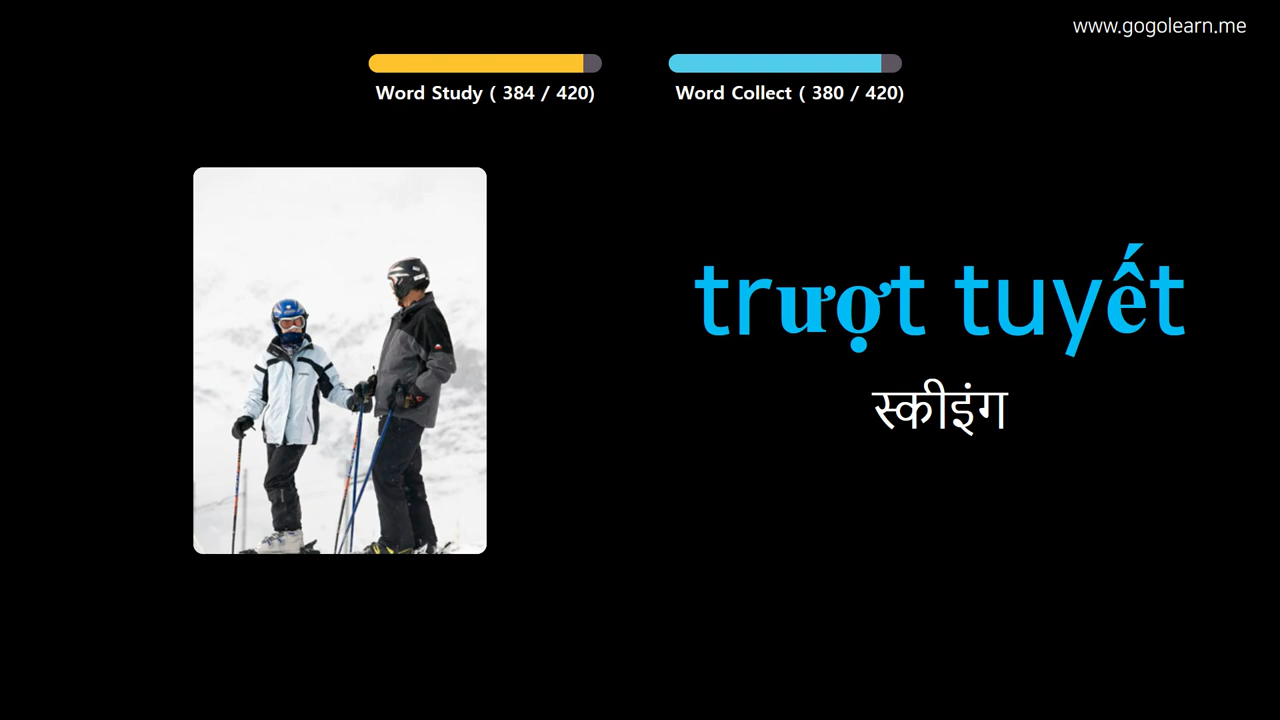 www.gogolearn.me
Word Study ( 384 / 420)
Word Collect ( 380 / 420)
trượt tuyết
स्कीइंग